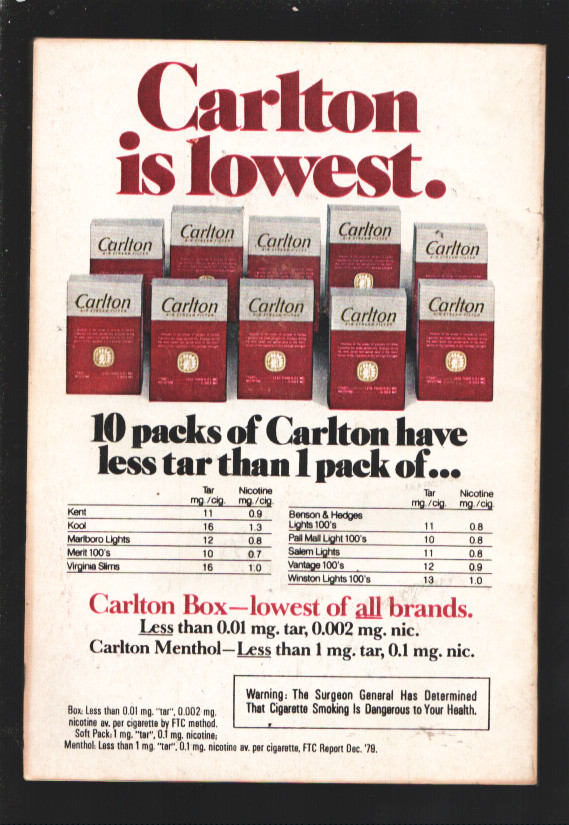 Carlton
is lowest.
Carlton
Carlton
Carlton
Carlton
Carlton
Carlton
Carlton
Carlton
Carlton
Carlton
10 packs of Carlton have
less tar than 1 pack of...
Tar mg./cig. Nicotine mg./cig.
Kent 11 0.9
Kool 16 1.3
Marlboro Lights 12 0.8
Merit 100's 10 0.7
Virginia Slims 16 1.0
Tar mg./cig. Nicotine mg./cig.
Benson & Hedges
Lights 100's 11 0.8
Pall Mall Light 100's 10 0.8
Salem Lights 11 0.8
Vantage 100's 12 0.9
Winston Lights 100's 13 1.0
Carlton Box—lowest of all brands.
Less than 0.01 mg. tar, 0.002 mg. nic.
Carlton Menthol—Less than 1 mg. tar, 0.1 mg. nic.
Warning: The Surgeon General Has Determined
That Cigarette Smoking Is Dangerous to Your Health.
Box: Less than 0.01 mg. "tar", 0.002 mg.
nicotine av. per cigarette by FTC method.
Soft Pack: 1 mg. "tar", 0.1 mg. nicotine;
Menthol: Less than 1 mg. "tar", 0.1 mg. nicotine av. per cigarette, FTC Report Dec. '79.